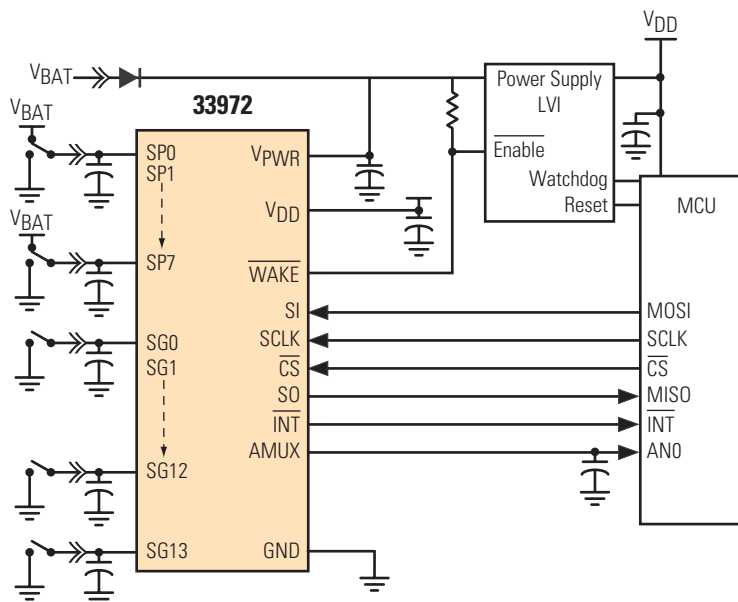 VDD
VBAT
33972
Power Supply
LVI
Enable
Watchdog
Reset
MCU
VBAT
SP0
SP1
VBAT
SP7
SG0
SG1
SG12
SG13
VPWR
VDD
WAKE
SI
SCLK
CS
SO
INT
AMUX
GND
MOSI
SCLK
CS
MISO
INT
AN0